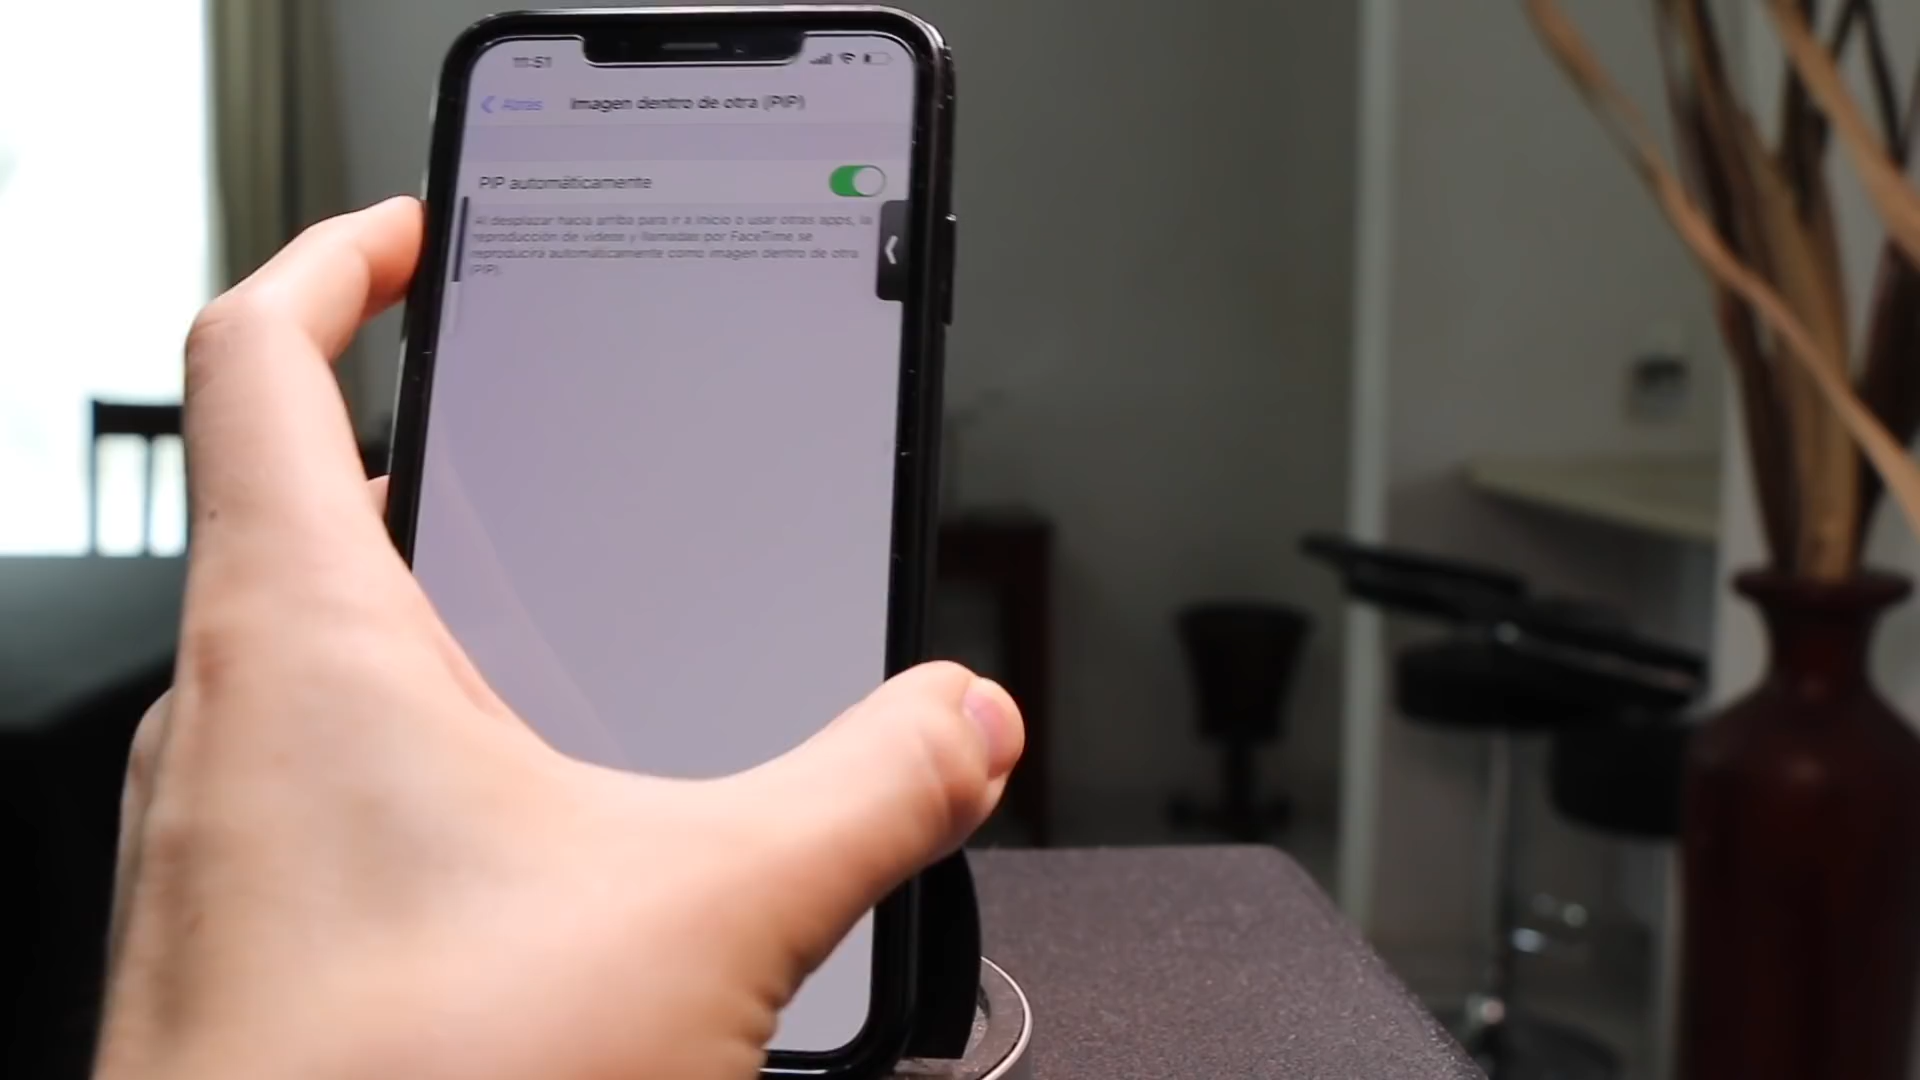 11:51
Atrás
Imagen dentro de otra (PIP)
PIP automáticamente
Al desplazar hacia arriba para ir a inicio o usar otras apps, la
reproducción de videos y llamadas por FaceTime se
reproducirá automáticamente como imagen dentro de otra
(PIP).